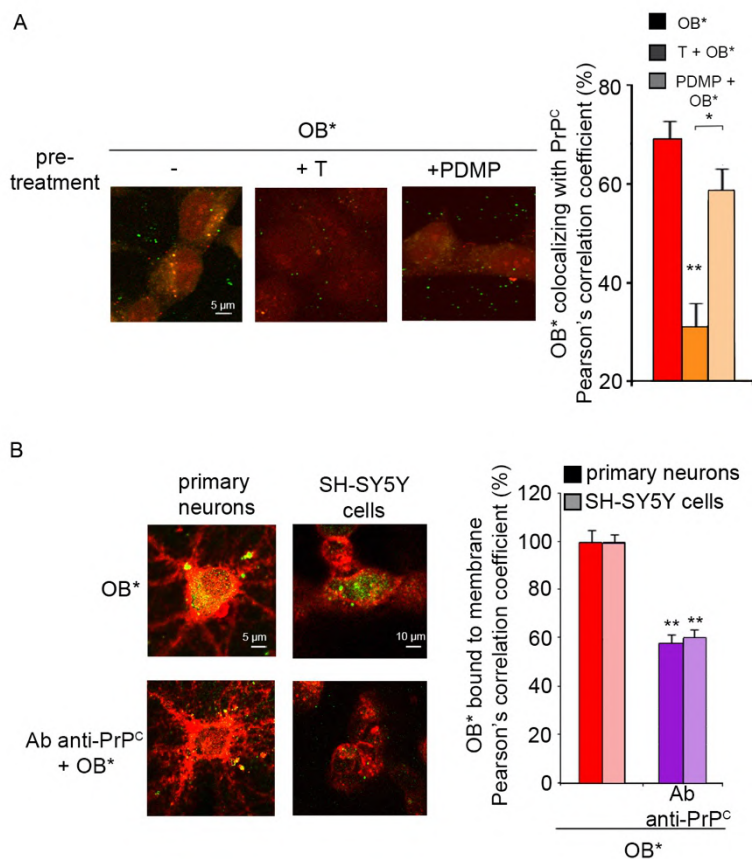 A
OB*
pre-
treatment
-
+ T
+PDMP
5 µm
OB*
T + OB*
PDMP +
OB*
*
**
80
60
40
20
OB* colocalizing with PrPᶜ
Pearson's correlation coefficient (%)
B
primary
neurons
SH-SY5Y
cells
OB*
5 µm
10 µm
Ab anti-PrPᶜ
+ OB*
primary neurons
SH-SY5Y cells
120
100
80
60
40
20
0
OB* bound to membrane
Pearson's correlation coefficient (%)
** **
Ab
anti-PrPᶜ
OB*